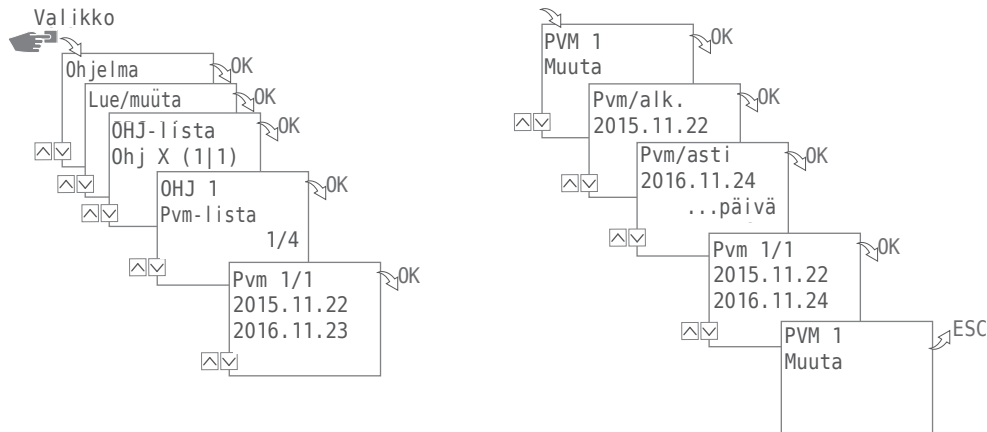 Valikko
Ohjelma
OK
Lue/muüta
OK
OHJ-lísta
Ohj X (1|1)
OK
OHJ 1
Pvm-lista
1/4
OK
Pvm 1/1
2015.11.22
2016.11.23
OK
PVM 1
Muuta
OK
Pvm/alk.
2015.11.22
OK
Pvm/asti
2016.11.24
...päivä
OK
Pvm 1/1
2015.11.22
2016.11.24
OK
PVM 1
Muuta
ESC